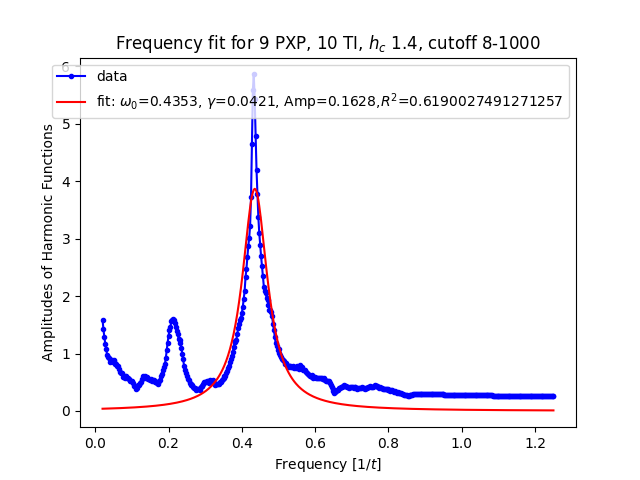 Frequency fit for 9 PXP, 10 TI, $h_c$ 1.4, cutoff 8-1000
data
fit: $\omega_0$=0.4353, $\gamma$=0.0421, Amp=0.1628,$R^2$=0.6190027491271257
Amplitudes of Harmonic Functions
6
5
4
3
2
1
0
0.0 0.2 0.4 0.6 0.8 1.0 1.2
Frequency [1/$t$]